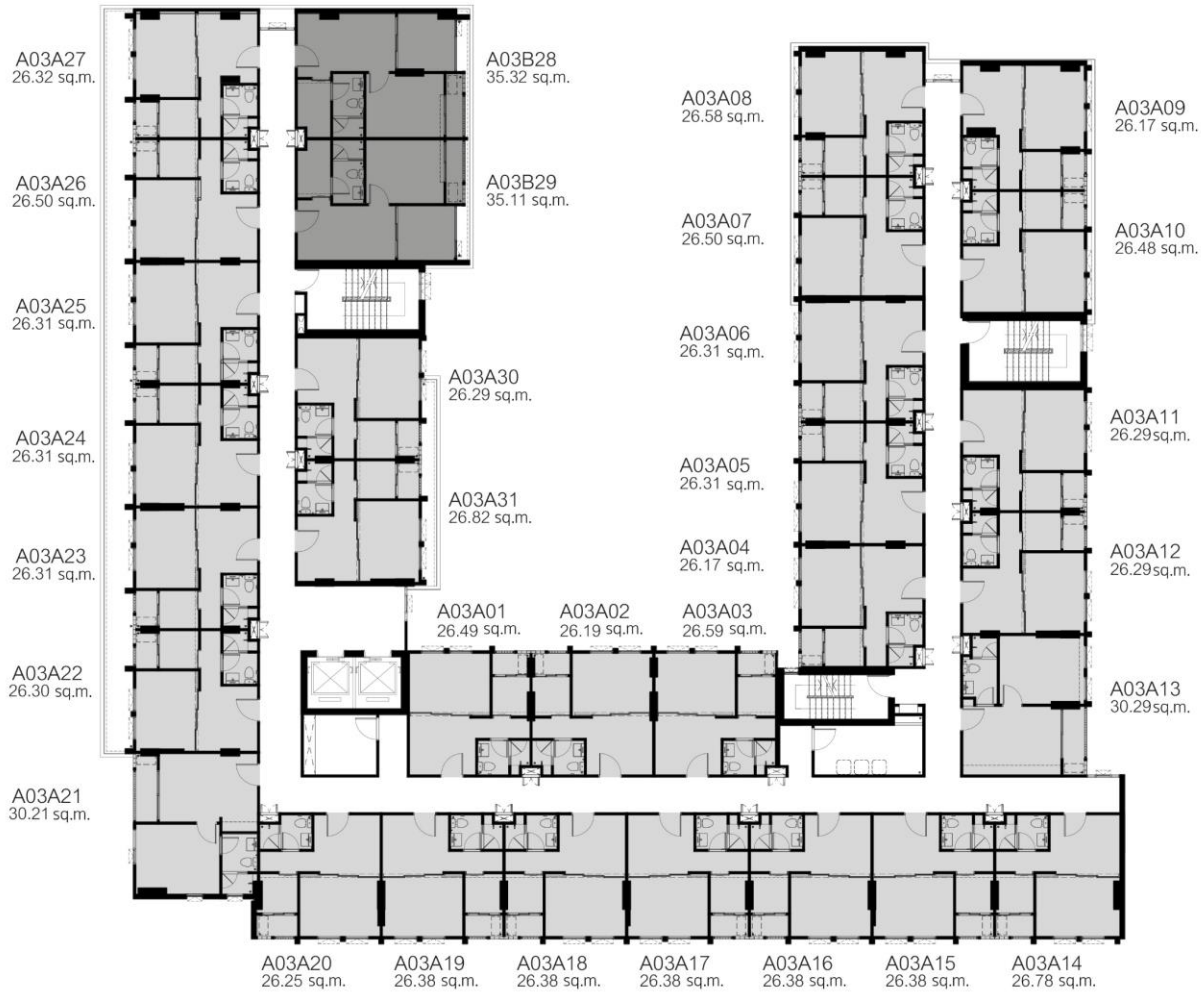 A03A27
26.32 sq.m.
A03B28
35.32 sq.m.
A03A08
26.58 sq.m.
A03A09
26.17 sq.m.
A03A26
26.50 sq.m.
A03B29
35.11 sq.m.
A03A07
26.50 sq.m.
A03A10
26.48 sq.m.
A03A25
26.31 sq.m.
A03A06
26.31 sq.m.
A03A30
26.29 sq.m.
A03A11
26.29sq.m.
A03A24
26.31 sq.m.
A03A05
26.31 sq.m.
A03A31
26.82 sq.m.
A03A23
26.31 sq.m.
A03A04
26.17 sq.m.
A03A12
26.29sq.m.
A03A01
26.49 sq.m.
A03A02
26.19 sq.m.
A03A03
26.59 sq.m.
A03A22
26.30 sq.m.
A03A13
30.29sq.m.
A03A21
30.21 sq.m.
A03A20
26.25 sq.m.
A03A19
26.38 sq.m.
A03A18
26.38 sq.m.
A03A17
26.38 sq.m.
A03A16
26.38 sq.m.
A03A15
26.38 sq.m.
A03A14
26.78 sq.m.